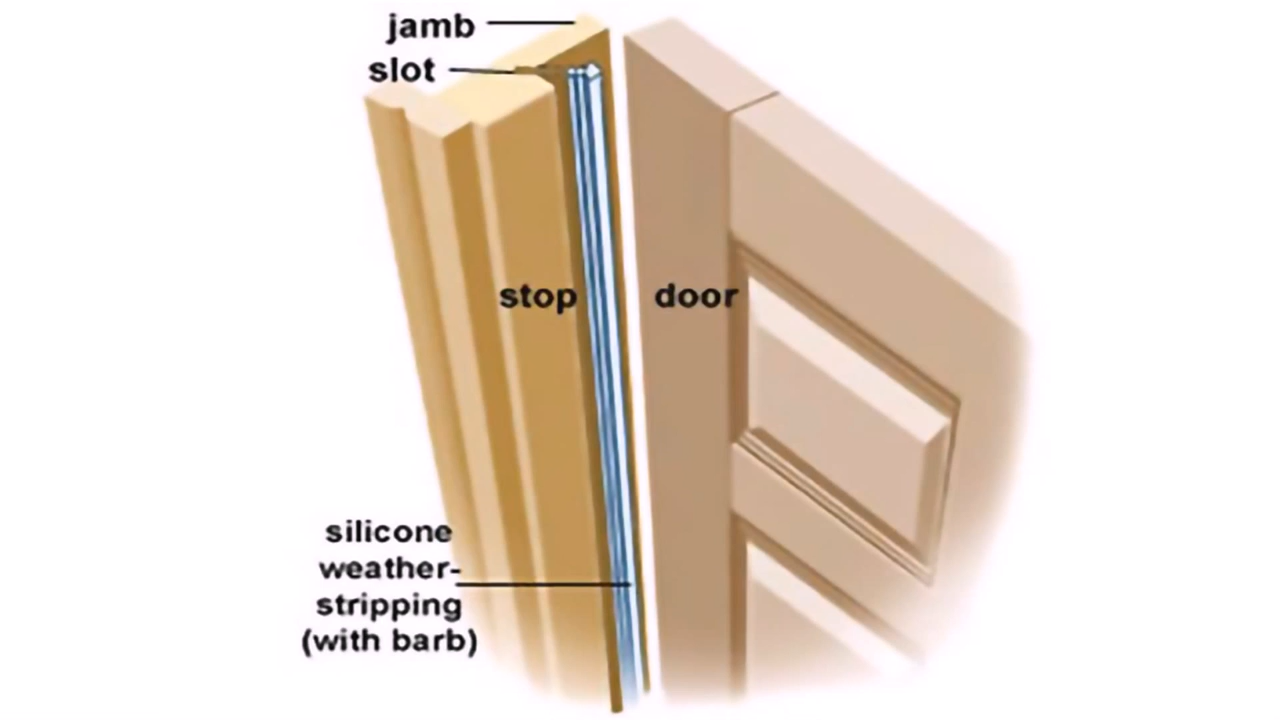 jamb
slot
stop
door
silicone
weather-
stripping
(with barb)